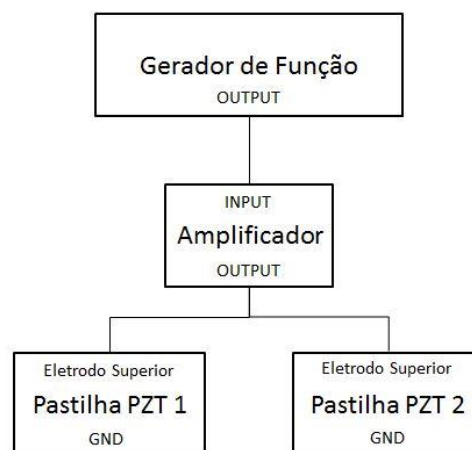 Gerador de Função
OUTPUT
INPUT
Amplificador
OUTPUT
Eletrodo Superior
Pastilha PZT 1
GND
Eletrodo Superior
Pastilha PZT 2
GND